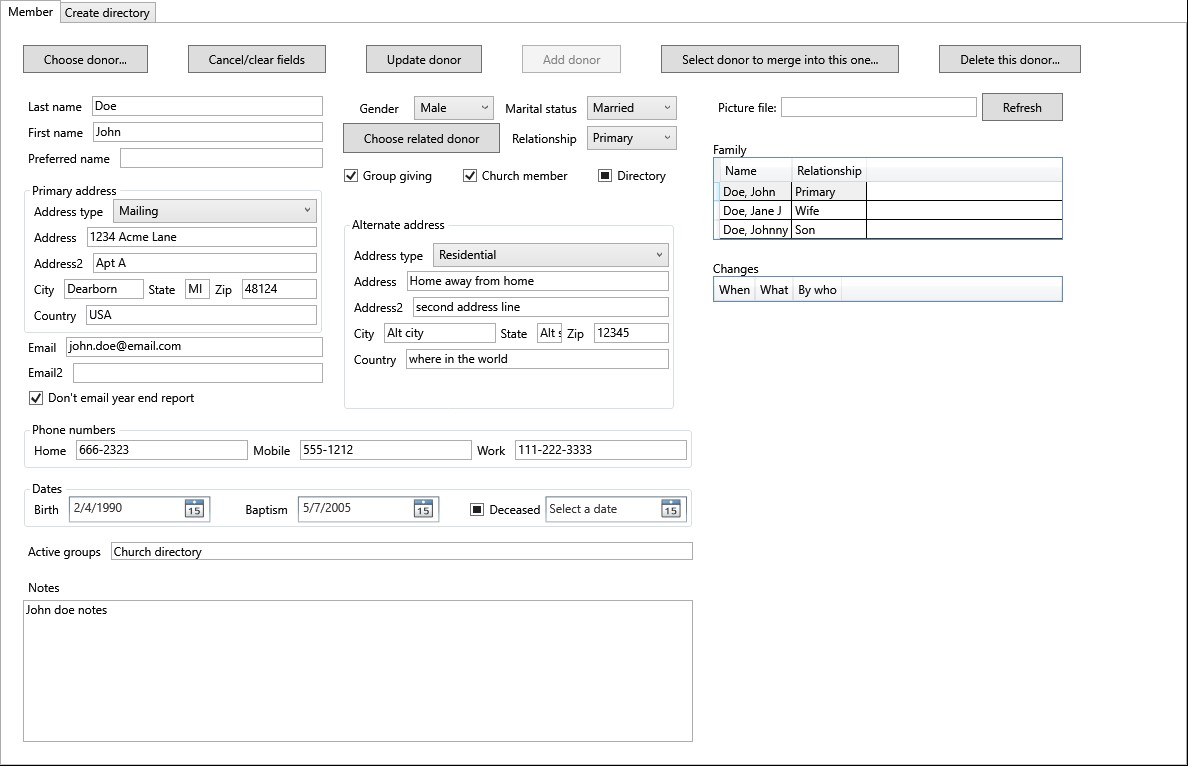 Member Create directory
Choose donor... Cancel/clear fields Update donor Add donor Select donor to merge into this one... Delete this donor...
Last name Doe
First name John
Preferred name
Gender Male Marital status Married
Choose related donor Relationship Primary
Group giving Church member Directory
Picture file: Refresh
Family
Name Relationship
Doe, John Primary
Doe, Jane J Wife
Doe, Johnny Son
Changes
When What By who
Primary address
Address type Mailing
Address 1234 Acme Lane
Address2 Apt A
City Dearborn State MI Zip 48124
Country USA
Email john.doe@email.com
Email2
Don't email year end report
Alternate address
Address type Residential
Address Home away from home
Address2 second address line
City Alt city State Alt Zip 12345
Country where in the world
Phone numbers
Home 666-2323 Mobile 555-1212 Work 111-222-3333
Dates
Birth 2/4/1990 15 Baptism 5/7/2005 15 Deceased Select a date 15
Active groups Church directory
Notes
John doe notes